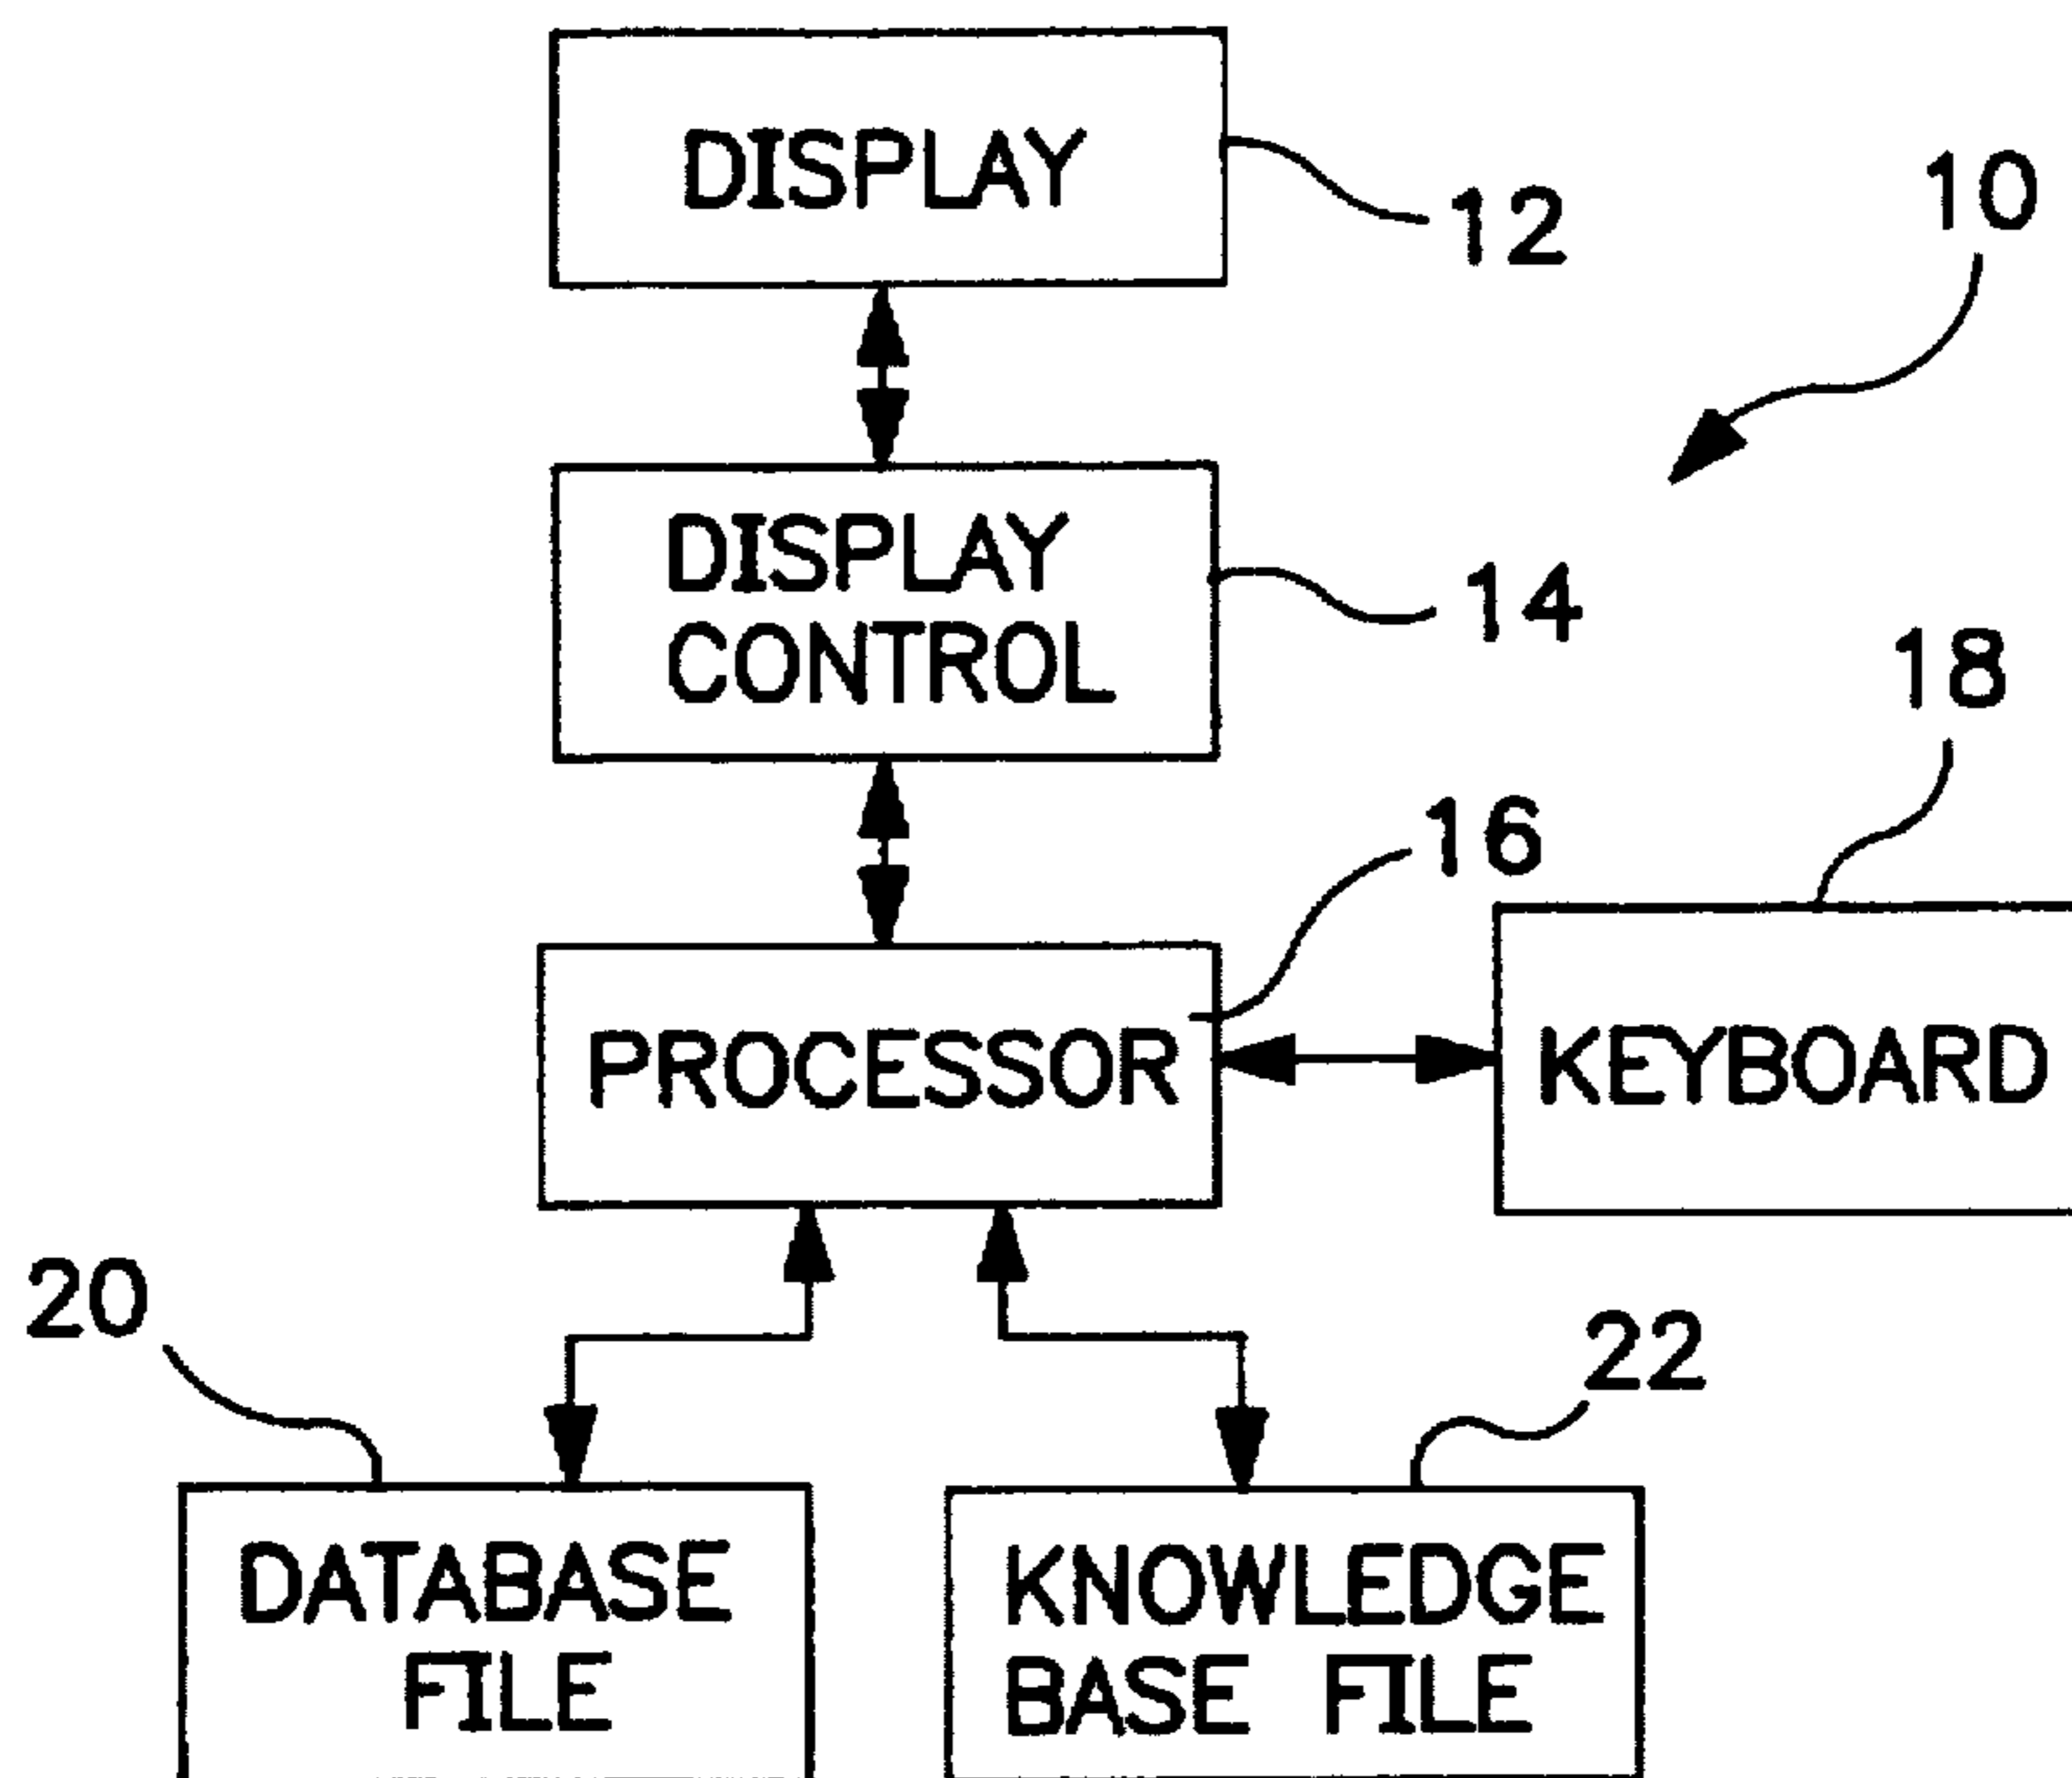 DISPLAY
12
10
DISPLAY
CONTROL
14
18
16
PROCESSOR
KEYBOARD
20
22
DATABASE
FILE
KNOWLEDGE
BASE FILE